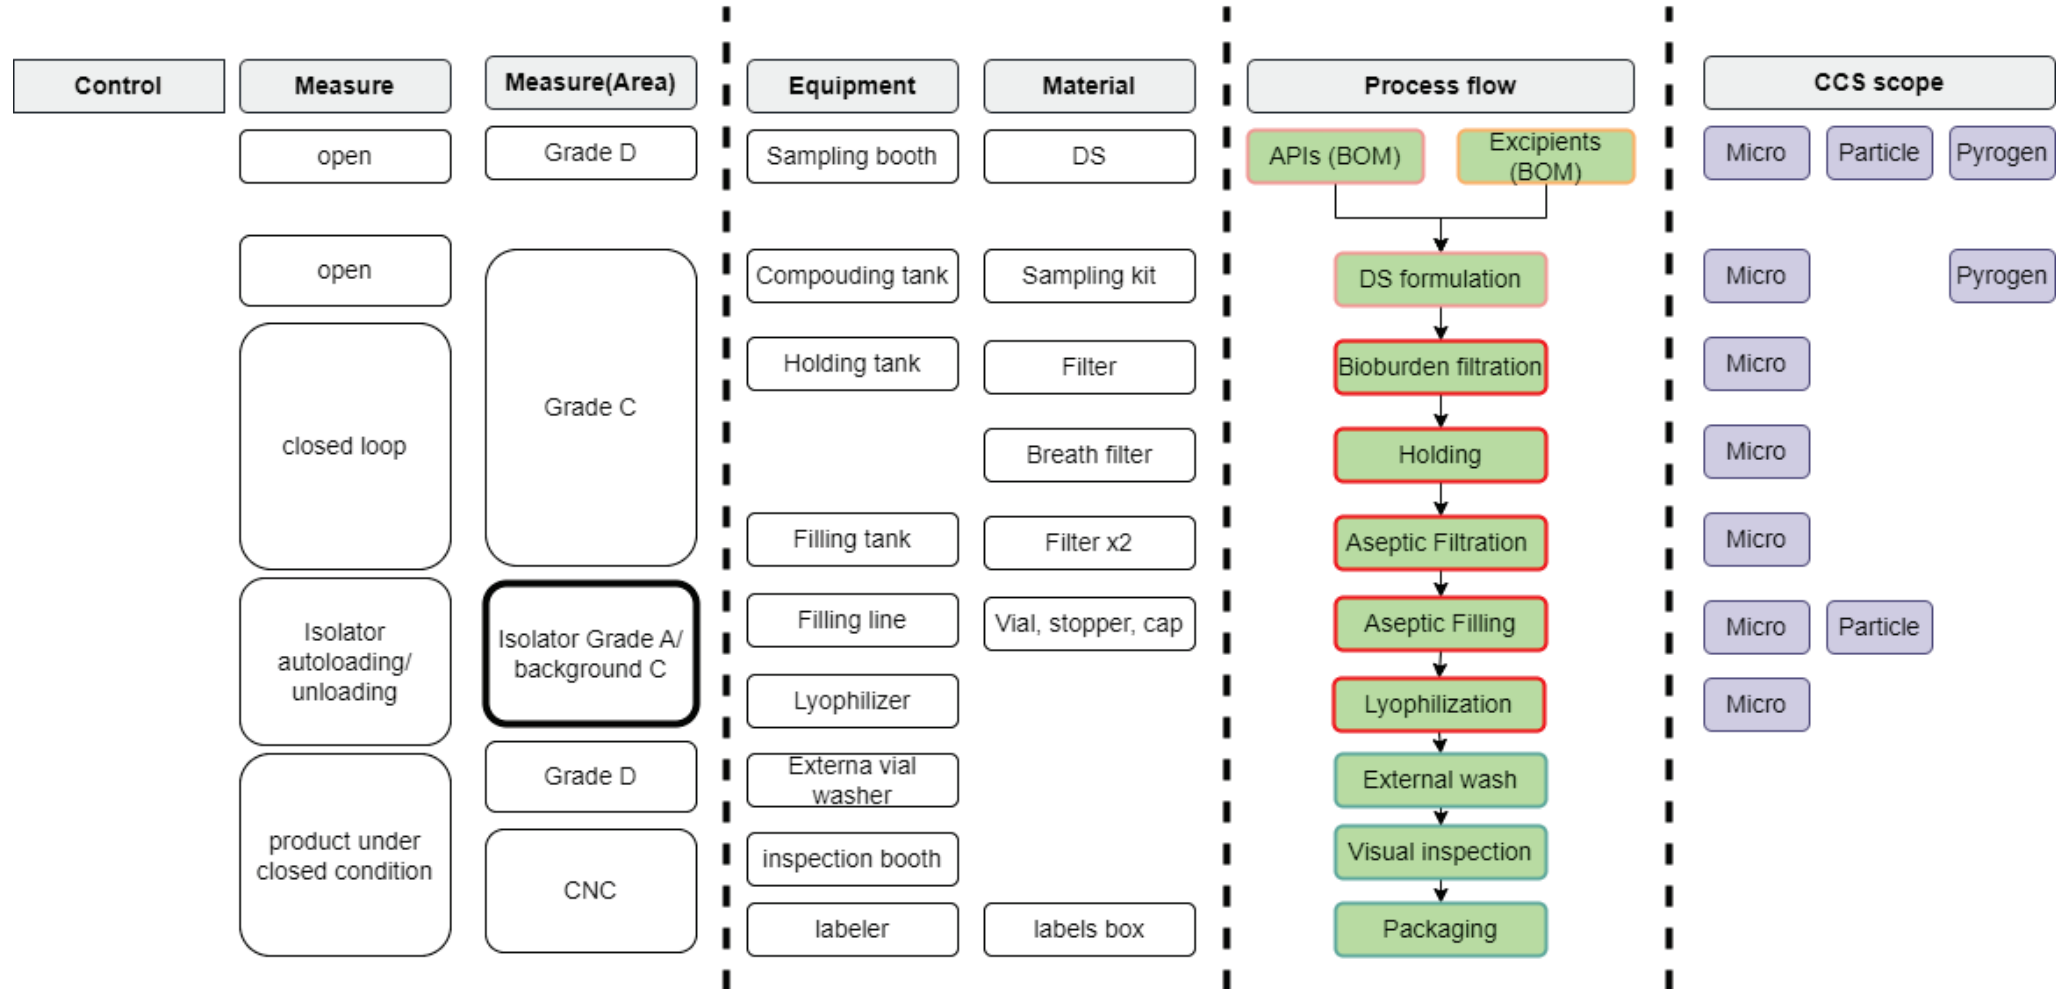 Control
Measure
Measure(Area)
Equipment
Material
Process flow
CCS scope
open
Grade D
Sampling booth
DS
APIs (BOM)
Excipients
(BOM)
Micro
Particle
Pyrogen
open
Grade C
Compouding tank
Sampling kit
DS formulation
Micro
Pyrogen
closed loop
Holding tank
Filter
Bioburden filtration
Micro
Breath filter
Holding
Micro
Filling tank
Filter x2
Aseptic Filtration
Micro
Isolator
autoloading/
unloading
Isolator Grade A/
background C
Filling line
Vial, stopper, cap
Aseptic Filling
Micro
Particle
Lyophilizer
Lyophilization
Micro
product under
closed condition
Grade D
Externa vial
washer
External wash
CNC
inspection booth
Visual inspection
labeler
labels box
Packaging